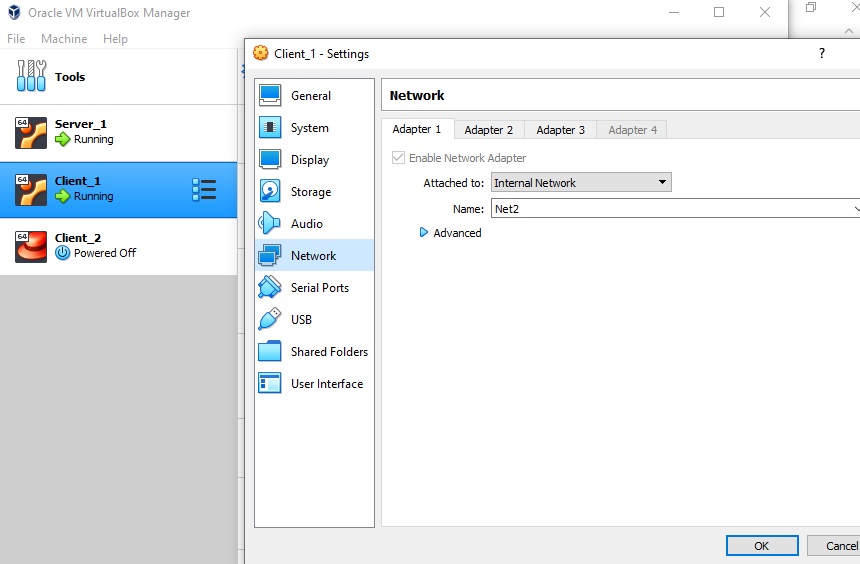 Oracle VM VirtualBox Manager
File Machine Help
Tools
64
Server_1
Running
64
Client_1
Running
64
Client_2
Powered Off
Client_1 - Settings
?
General
System
Display
Storage
Audio
Network
Serial Ports
USB
Shared Folders
User Interface
Network
Adapter 1 Adapter 2 Adapter 3 Adapter 4
Enable Network Adapter
Attached to: Internal Network
Name: Net2
Advanced
OK Cancel